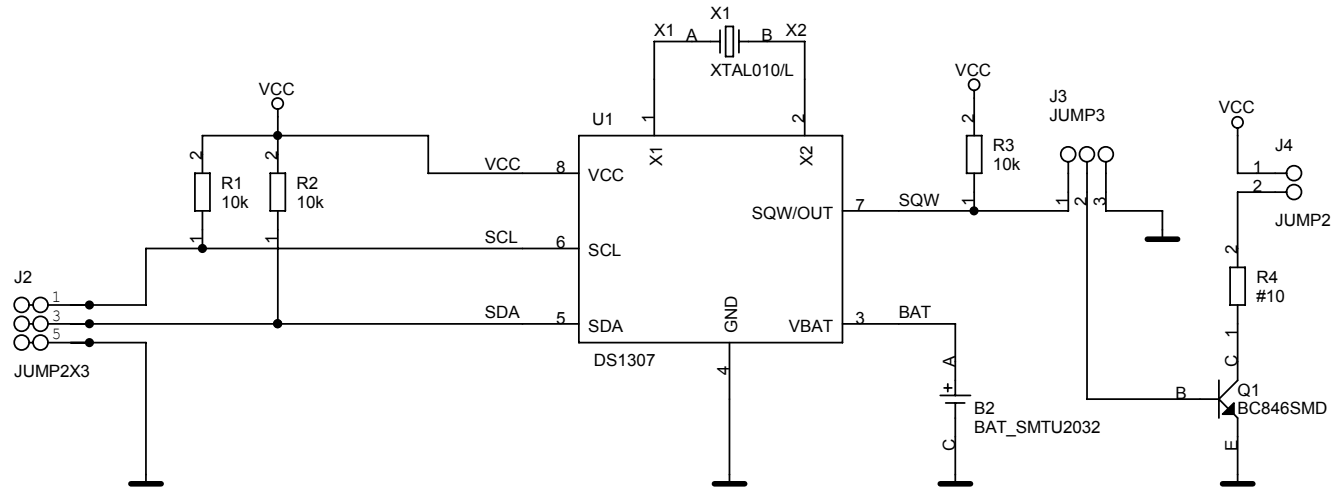 X1
X1 A B X2
XTAL010/L
VCC
VCC
J3
JUMP3
VCC
U1
1
2
2
X1
X2
R3
10k
J4
1
2
JUMP2
2
2
VCC
8
VCC
R1
10k
R2
10k
1
1
SQW/OUT
7
SQW
1
1
2
3
SCL
6
SCL
2
R4
#10
1
J2
1
3
5
JUMP2X3
SDA
5
SDA
GND
VBAT
3
BAT
DS1307
4
A
+
B2
BAT_SMTU2032
C
C
B
Q1
BC846SMD
E